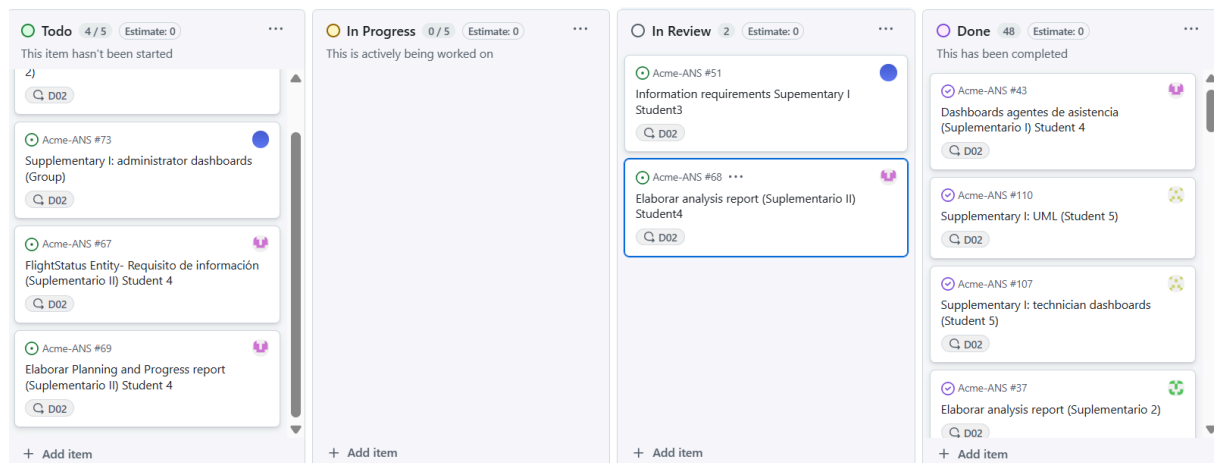 Todo 4 / 5 Estimate: 0 ...
This item hasn't been started
2)
D02
Acme-ANS #73
Supplementary I: administrator dashboards
(Group)
D02
Acme-ANS #67
FlightStatus Entity- Requisito de información
(Suplementario II) Student 4
D02
Acme-ANS #69
Elaborar Planning and Progress report
(Suplementario II) Student 4
D02
+ Add item
In Progress 0 / 5 Estimate: 0 ...
This is actively being worked on
+ Add item
In Review 2 Estimate: 0 ...
Acme-ANS #51
Information requirements Supementary I
Student3
D02
Acme-ANS #68 ...
Elaborar analysis report (Suplementario II)
Student4
D02
+ Add item
Done 48 Estimate: 0 ...
This has been completed
Acme-ANS #43
Dashboards agentes de asistencia
(Suplementario I) Student 4
D02
Acme-ANS #110
Supplementary I: UML (Student 5)
D02
Acme-ANS #107
Supplementary I: technician dashboards
(Student 5)
D02
Acme-ANS #37
Elaborar analysis report (Suplementario 2)
D02
+ Add item